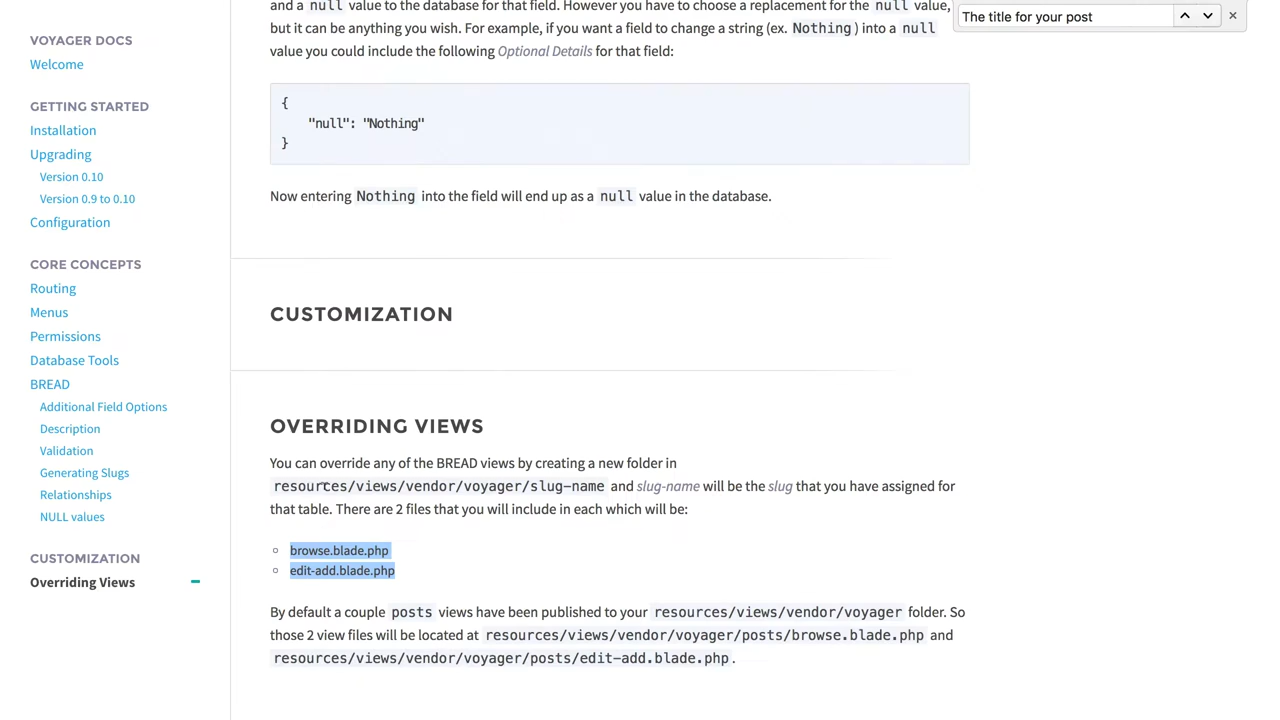 VOYAGER DOCS
Welcome
GETTING STARTED
Installation
Upgrading
Version 0.10
Version 0.9 to 0.10
Configuration
CORE CONCEPTS
Routing
Menus
Permissions
Database Tools
BREAD
Additional Field Options
Description
Validation
Generating Slugs
Relationships
NULL values
CUSTOMIZATION
Overriding Views
and a null value to the database for that field. However you have to choose a replacement for the null value,
but it can be anything you wish. For example, if you want a field to change a string (ex. Nothing ) into a null
value you could include the following Optional Details for that field:
{
"null": "Nothing"
}
Now entering Nothing into the field will end up as a null value in the database.
CUSTOMIZATION
OVERRIDING VIEWS
You can override any of the BREAD views by creating a new folder in
resources/views/vendor/voyager/slug-name and slug-name will be the slug that you have assigned for
that table. There are 2 files that you will include in each which will be:
browse.blade.php
edit-add.blade.php
By default a couple posts views have been published to your resources/views/vendor/voyager folder. So
those 2 view files will be located at resources/views/vendor/voyager/posts/browse.blade.php and
resources/views/vendor/voyager/posts/edit-add.blade.php .
The title for your post